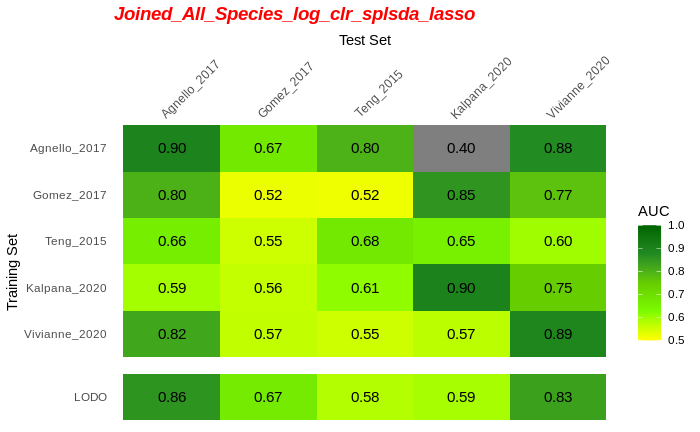 Joined_All_Species_log_clr_splsda_lasso
Test Set
Agnello_2017 Gomez_2017 Teng_2015 Kalpana_2020 Vivianne_2020
Training Set
Agnello_2017 0.90 0.67 0.80 0.40 0.88
Gomez_2017 0.80 0.52 0.52 0.85 0.77
Teng_2015 0.66 0.55 0.68 0.65 0.60
Kalpana_2020 0.59 0.56 0.61 0.90 0.75
Vivianne_2020 0.82 0.57 0.55 0.57 0.89
LODO 0.86 0.67 0.58 0.59 0.83
AUC
1.0
0.9
0.8
0.7
0.6
0.5